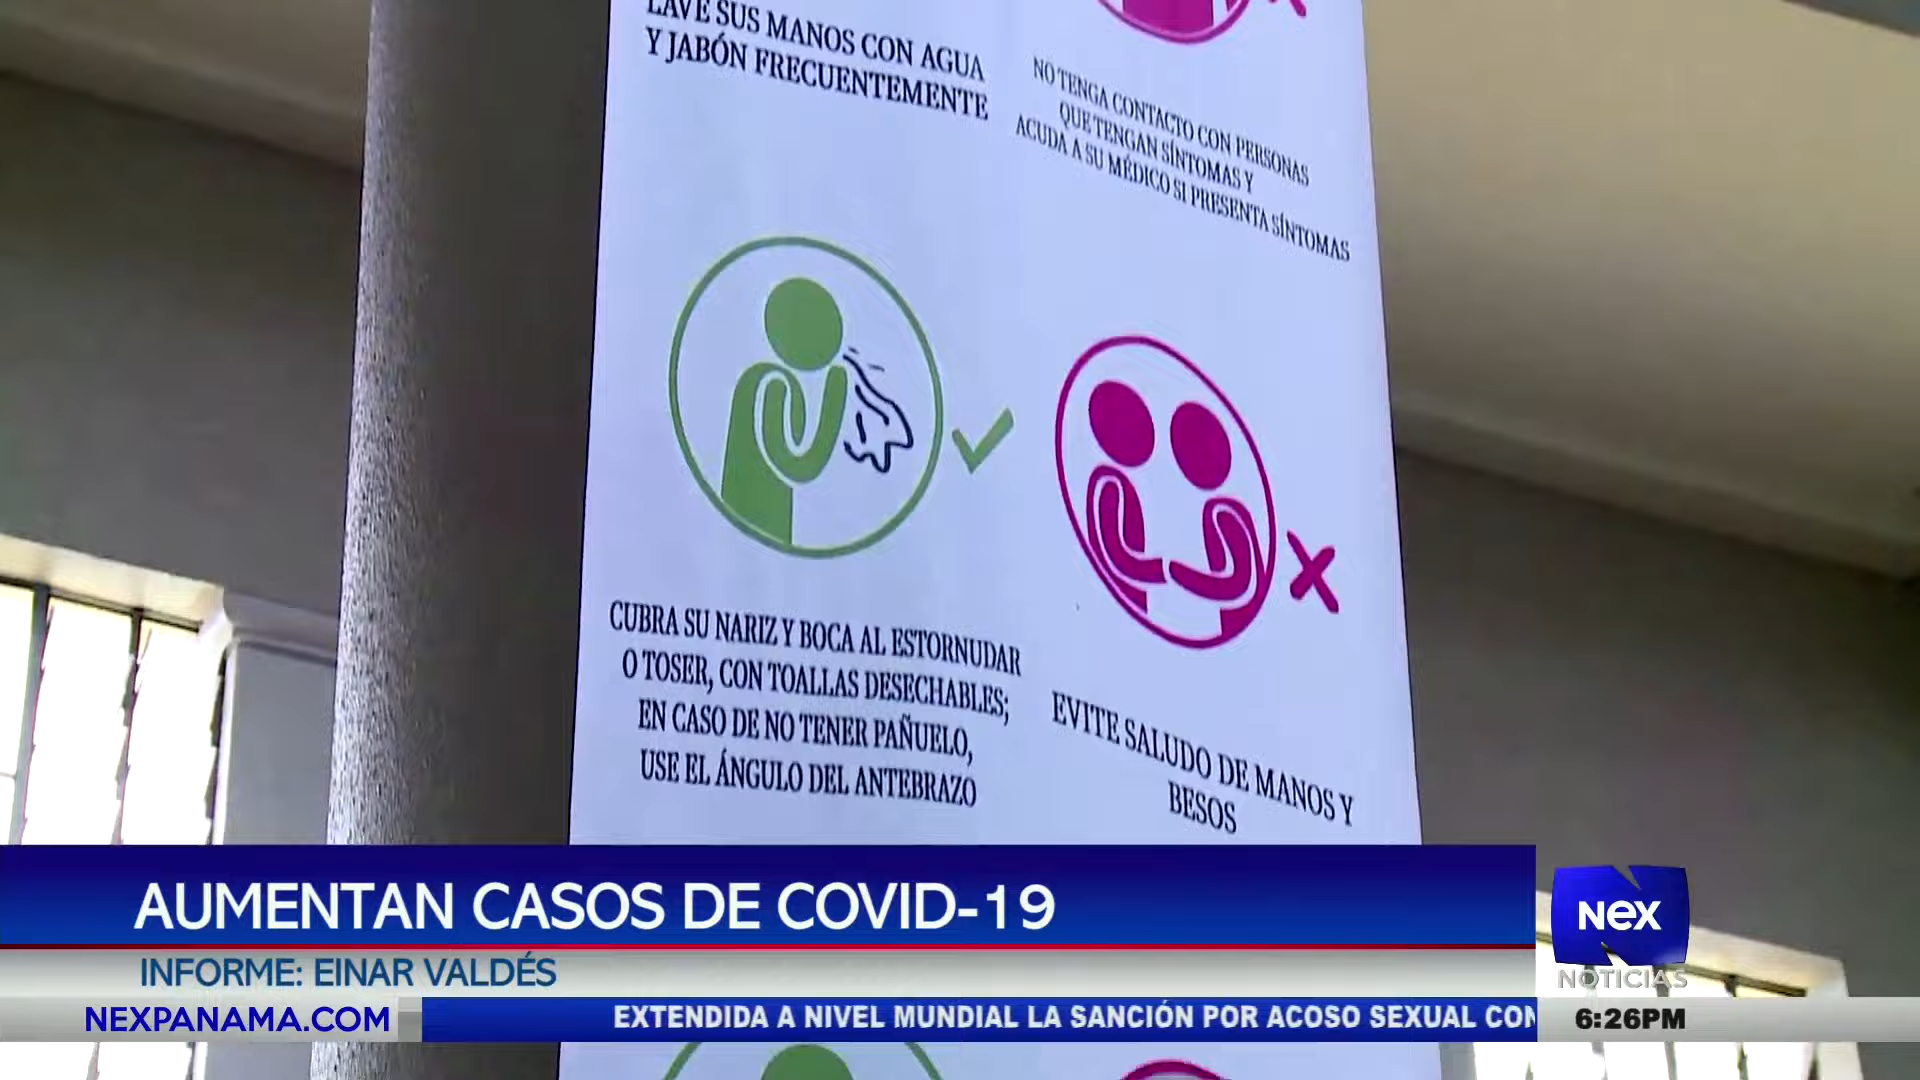 LAVE SUS MANOS CON AGUA
Y JABÓN FRECUENTEMENTE
NO TENGA CONTACTO CON PERSONAS
QUE TENGAN SÍNTOMAS Y
ACUDA A SU MÉDICO SI PRESENTA SÍNTOMAS
CUBRA SU NARIZ Y BOCA AL ESTORNUDAR
O TOSER, CON TOALLAS DESECHABLES;
EN CASO DE NO TENER PAÑUELO,
USE EL ÁNGULO DEL ANTEBRAZO
EVITE SALUDO DE MANOS Y
BESOS
AUMENTAN CASOS DE COVID-19
INFORME: EINAR VALDÉS
NEXPANAMA.COM
EXTENDIDA A NIVEL MUNDIAL LA SANCIÓN POR ACOSO SEXUAL CON
Nex
NOTICIAS
6:26PM